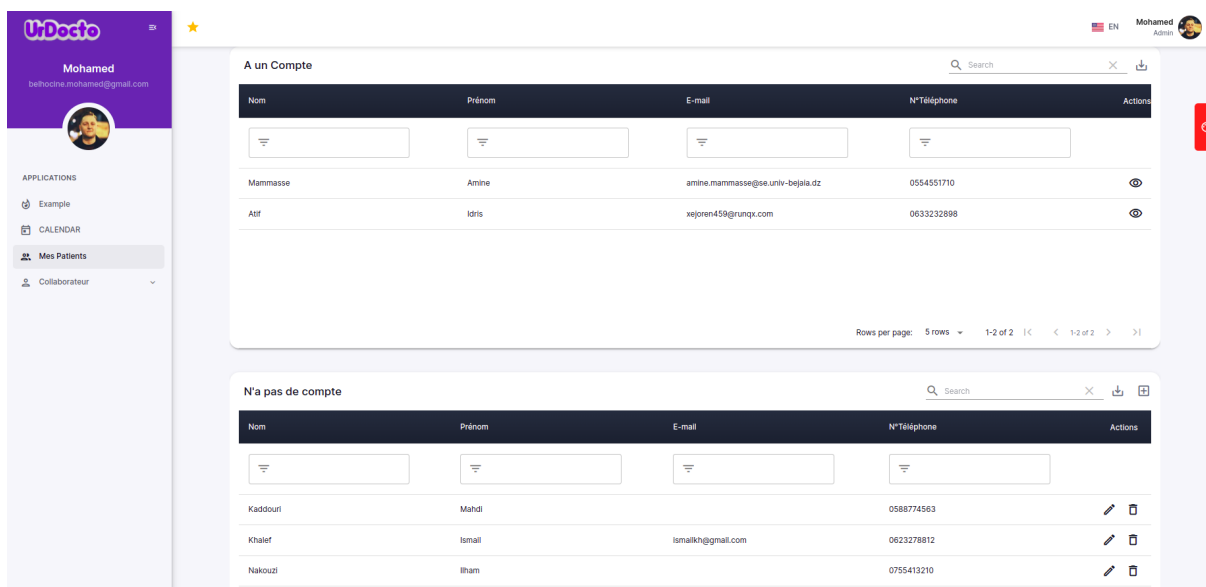 UrDocto
EN
Mohamed
Admin
Mohamed
belhocine.mohamed@gmail.com
APPLICATIONS
Example
CALENDAR
Mes Patients
Collaborateur
A un Compte
Search
Nom Prénom E-mail N°Téléphone Actions
Mammasse Amine amine.mammasse@se.univ-bejaia.dz 0554551710
Atif Idris xejoren459@runqx.com 0633232898
Rows per page: 5 rows 1-2 of 2 1-2 of 2
N'a pas de compte
Search
Nom Prénom E-mail N°Téléphone Actions
Kaddouri Mahdi 0588774563
Khalef Ismail ismailkh@gmail.com 0623278812
Nakouzi Ilham 0755413210